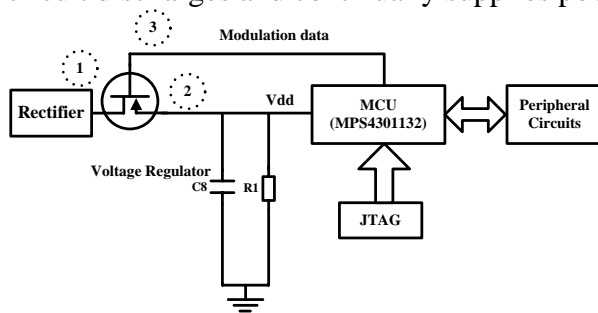 3
Modulation data
1
2
Rectifier
Vdd
MCU
(MPS4301132)
Peripheral
Circuits
Voltage Regulator
C8
R1
JTAG